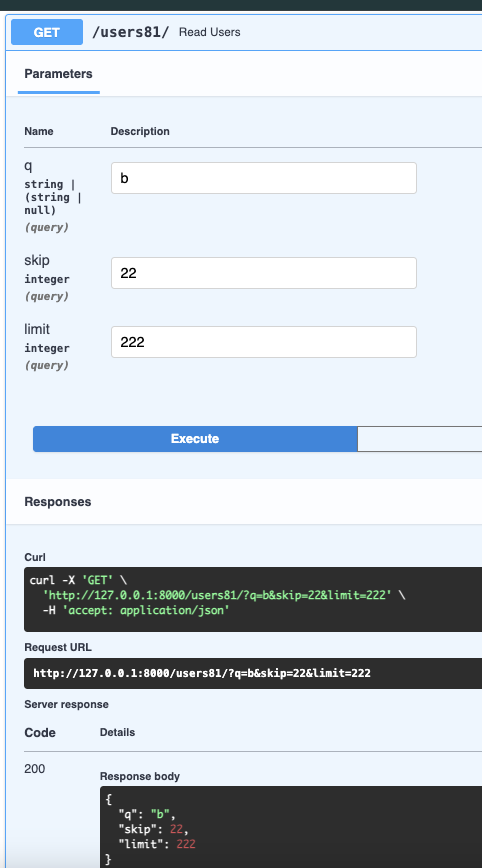 GET /users81/ Read Users
Parameters
Name Description
q
string |
(string |
null)
(query)
b
skip
integer
(query)
22
limit
integer
(query)
222
Execute
Responses
Curl
curl -X 'GET' \
'http://127.0.0.1:8000/users81/?q=b&skip=22&limit=222' \
-H 'accept: application/json'
Request URL
http://127.0.0.1:8000/users81/?q=b&skip=22&limit=222
Server response
Code Details
200
Response body
{
"q": "b",
"skip": 22,
"limit": 222
}